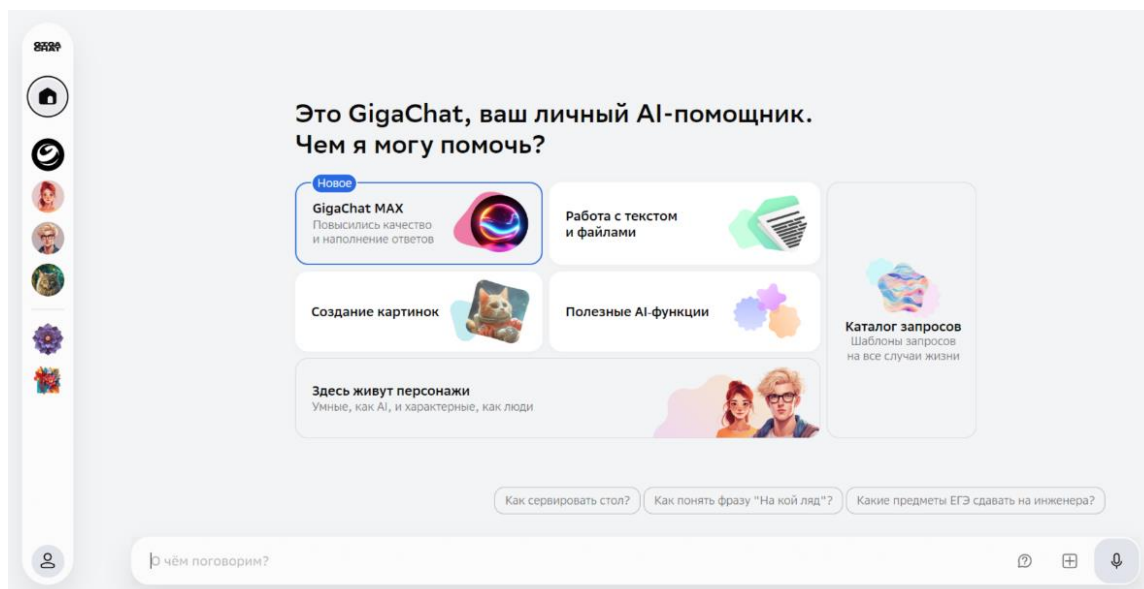 GIGA
CHAT
Это GigaChat, ваш личный AI-помощник.
Чем я могу помочь?
Новое
GigaChat MAX
Повысились качество
и наполнение ответов
Работа с текстом
и файлами
Создание картинок
Полезные AI-функции
Каталог запросов
Шаблоны запросов
на все случаи жизни
Здесь живут персонажи
Умные, как AI, и характерные, как люди
Как сервировать стол?
Как понять фразу "На кой ляд"?
Какие предметы ЕГЭ сдавать на инженера?
О чём поговорим?